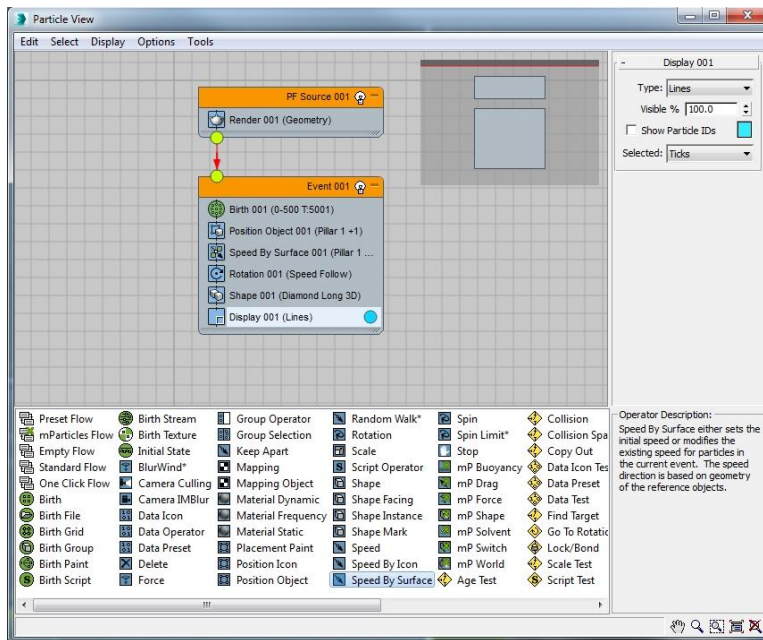 Particle View
Edit Select Display Options Tools
PF Source 001
Render 001 (Geometry)
Event 001
Birth 001 (0-500 T:5001)
Position Object 001 (Pillar 1 +1)
Speed By Surface 001 (Pillar 1 ...
Rotation 001 (Speed Follow)
Shape 001 (Diamond Long 3D)
Display 001 (Lines)
- Display 001
Type: Lines
Visible % 100.0
Show Particle IDs
Selected: Ticks
Preset Flow Birth Stream Group Operator Random Walk* Spin Collision
mParticles Flow Birth Texture Group Selection Rotation Spin Limit* Collision Spa
Empty Flow Initial State Keep Apart Scale Stop Copy Out
Standard Flow BlurWind* Mapping Script Operator mP Buoyancy Data Icon Tes
One Click Flow Camera Culling Mapping Object Shape mP Drag Data Preset
Birth Camera IMBlur Material Dynamic Shape Facing mP Force Data Test
Birth File Data Icon Material Frequency Shape Instance mP Shape Find Target
Birth Grid Data Operator Material Static Shape Mark mP Solvent Go To Rotatio
Birth Group Data Preset Placement Paint Speed mP Switch Lock/Bond
Birth Paint Delete Position Icon Speed By Icon mP World Scale Test
Birth Script Force Position Object Speed By Surface Age Test Script Test
Operator Description:
Speed By Surface either sets the
initial speed or modifies the
existing speed for particles in
the current event. The speed
direction is based on geometry
of the reference objects.